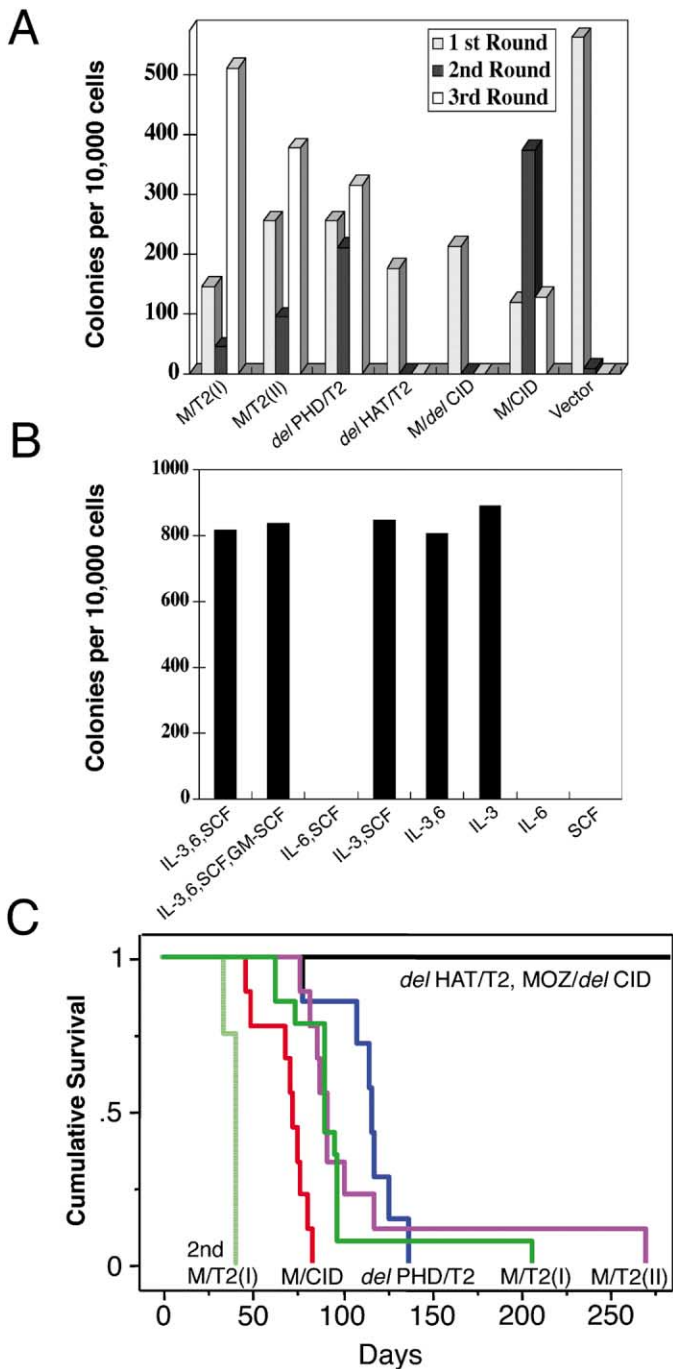 A
Colonies per 10,000 cells
500
400
300
200
100
0
1 st Round
2nd Round
3rd Round
M/T2(I)
M/T2(II)
del PHD/T2
del HAT/T2
M/del CID
M/CID
Vector
B
Colonies per 10,000 cells
1000
800
600
400
200
0
IL-3,6,SCF
IL-3,6,SCF,GM-SCF
IL-6,SCF
IL-3,SCF
IL-3,6
IL-3
IL-6
SCF
C
Cumulative Survival
1
.5
0
del HAT/T2, MOZ/del CID
2nd
M/T2(I) M/CID del PHD/T2 M/T2(I) M/T2(II)
0 50 100 150 200 250
Days